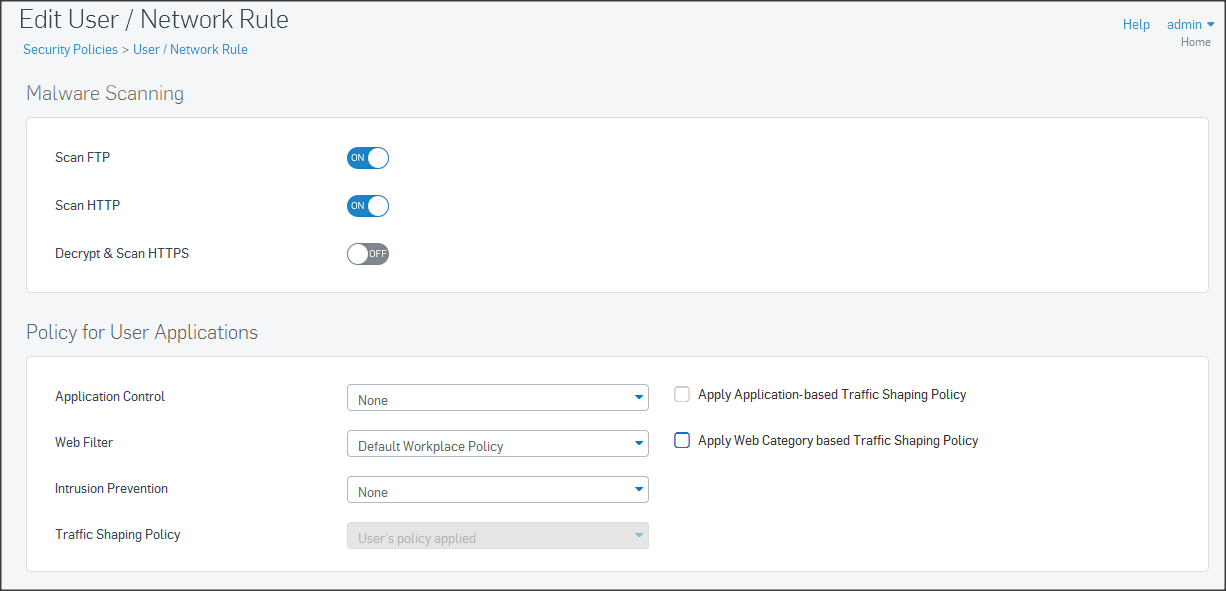 Edit User / Network Rule
Help admin
Security Policies > User / Network Rule
Home
Malware Scanning
Scan FTP ON
Scan HTTP ON
Decrypt & Scan HTTPS OFF
Policy for User Applications
Application Control None Apply Application-based Traffic Shaping Policy
Web Filter Default Workplace Policy Apply Web Category based Traffic Shaping Policy
Intrusion Prevention None
Traffic Shaping Policy User's policy applied